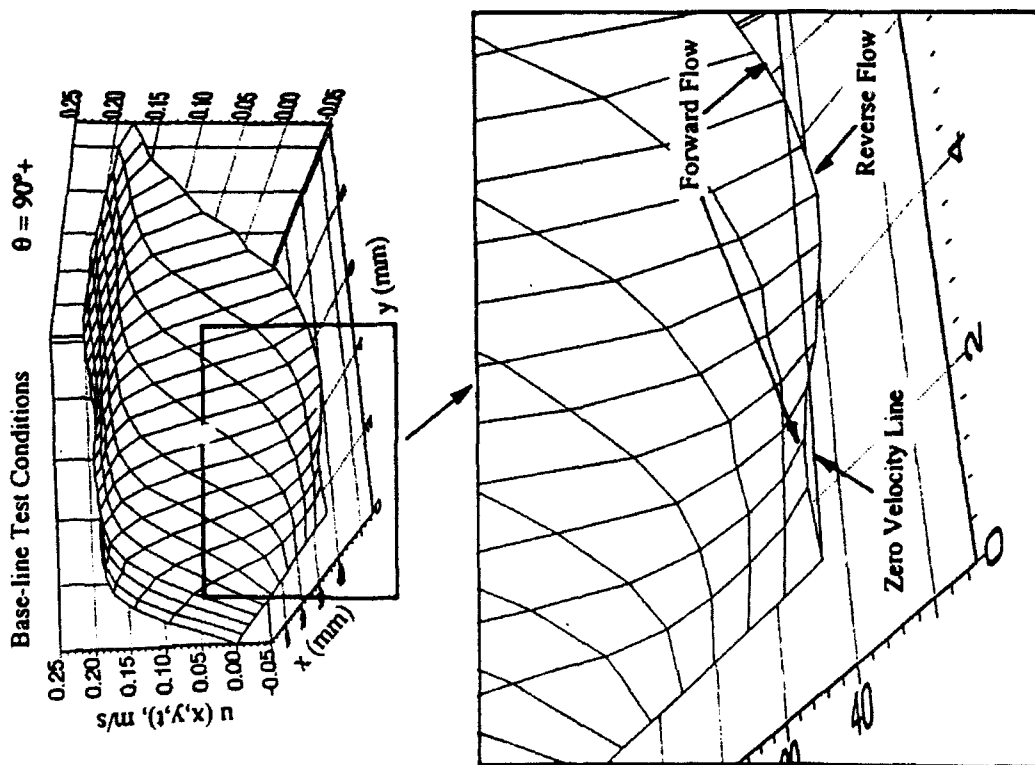 Base-line Test Conditions
θ = 90°+
0.25
0.20
0.15
0.10
0.05
0.00
-0.05
u (x,y,t), m/s
x (mm)
0.25
0.20
0.15
0.10
0.05
0.00
-0.05
y (mm)
0
Forward Flow
Reverse Flow
Zero Velocity Line
40
0
2
4